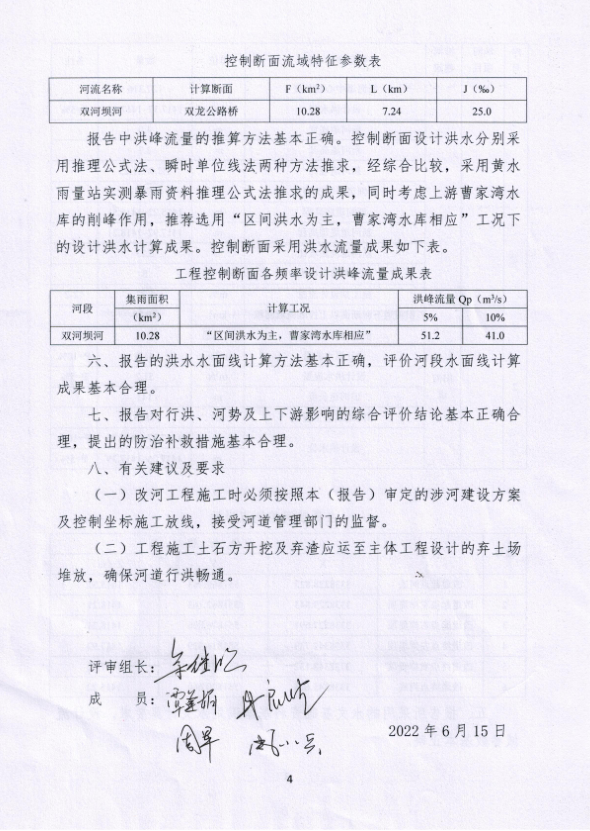 控制断面流域特征参数表
河流名称 计算断面 F（km²） L（km） J（‰）
双河坝河 双龙公路桥 10.28 7.24 25.0
报告中洪峰流量的推算方法基本正确。控制断面设计洪水分别采
用推理公式法、瞬时单位线法两种方法推求，经综合比较，采用黄水
雨量站实测暴雨资料推理公式法推求的成果，同时考虑上游曹家湾水
库的削峰作用，推荐选用“区间洪水为主，曹家湾水库相应”工况下
的设计洪水计算成果。控制断面采用洪水流量成果如下表。
工程控制断面各频率设计洪峰流量成果表
河段 集雨面积（km²） 计算工况 洪峰流量 Qp（m³/s）
5% 10%
双河坝河 10.28 “区间洪水为主，曹家湾水库相应” 51.2 41.0
六、报告的洪水水面线计算方法基本正确，评价河段水面线计算
成果基本合理。
七、报告对行洪、河势及上下游影响的综合评价结论基本正确合
理，提出的防治补救措施基本合理。
八、有关建议及要求
（一）改河工程施工时必须按照本（报告）审定的涉河建设方案
及控制坐标施工放线，接受河道管理部门的监督。
（二）工程施工土石方开挖及弃渣应运至主体工程设计的弃土场
堆放，确保河道行洪畅通。
评审组长：
成 员：
周军
2022 年 6 月 15 日
4